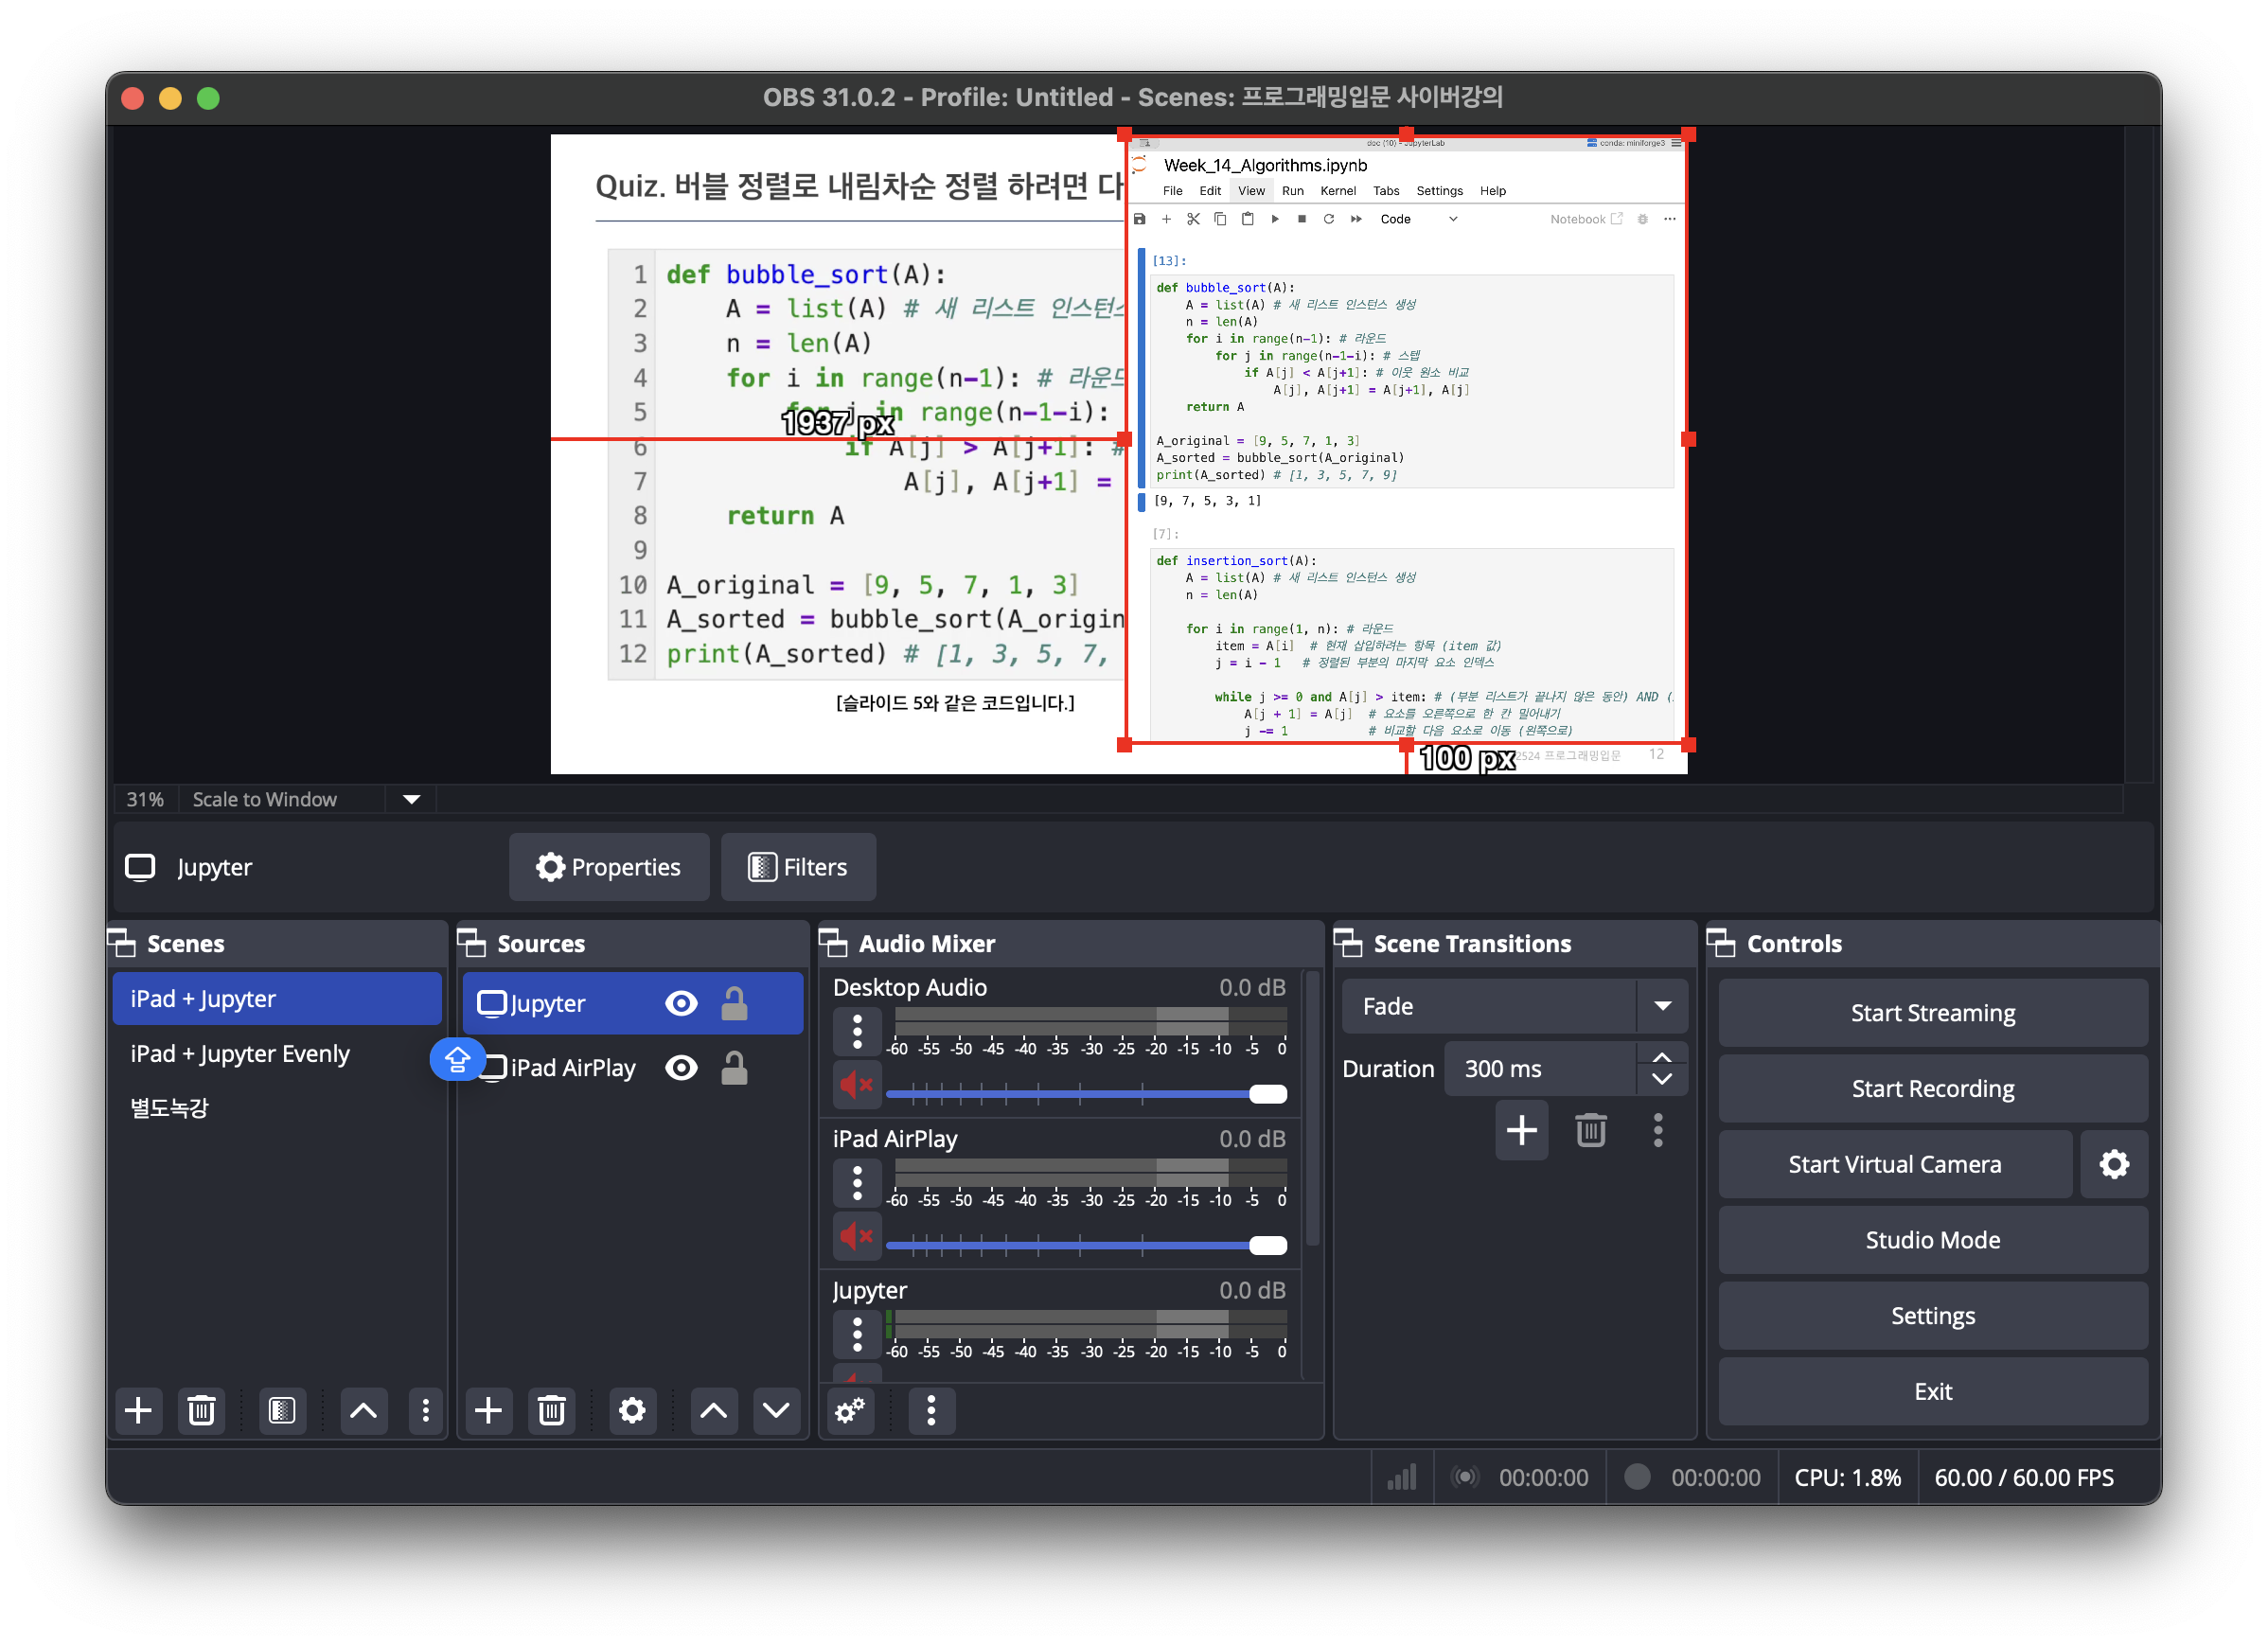 OBS 31.0.2 - Profile: Untitled - Scenes: 프로그래밍입문 사이버강의
Quiz. 버블 정렬로 내림차순 정렬 하려면 다
1 def bubble_sort(A):
2 A = list(A) # 새 리스트 인스턴스
3 n = len(A)
4 for i in range(n-1): # 라운드
5 for j in range(n-1-i):
1937 px
6 if A[j] > A[j+1]: #
7 A[j], A[j+1] =
8 return A
9
10 A_original = [9, 5, 7, 1, 3]
11 A_sorted = bubble_sort(A_origin
12 print(A_sorted) # [1, 3, 5, 7,
[슬라이드 5와 같은 코드입니다.]
doc (10) - JupyterLab
conda: miniforge3
Week_14_Algorithms.ipynb
File Edit View Run Kernel Tabs Settings Help
Code
Notebook
[13]:
def bubble_sort(A):
A = list(A) # 새 리스트 인스턴스 생성
n = len(A)
for i in range(n-1): # 라운드
for j in range(n-1-i): # 스텝
if A[j] < A[j+1]: # 이웃 원소 비교
A[j], A[j+1] = A[j+1], A[j]
return A
A_original = [9, 5, 7, 1, 3]
A_sorted = bubble_sort(A_original)
print(A_sorted) # [1, 3, 5, 7, 9]
[9, 7, 5, 3, 1]
[7]:
def insertion_sort(A):
A = list(A) # 새 리스트 인스턴스 생성
n = len(A)
for i in range(1, n): # 라운드
item = A[i] # 현재 삽입하려는 항목 (item 값)
j = i - 1 # 정렬된 부분의 마지막 요소 인덱스
while j >= 0 and A[j] > item: # (부분 리스트가 끝나지 않은 동안) AND (
A[j + 1] = A[j] # 요소를 오른쪽으로 한 칸 밀어내기
j -= 1 # 비교할 다음 요소로 이동 (왼쪽으로)
100 px
2524 프로그래밍입문 12
31% Scale to Window
Jupyter
Properties
Filters
Scenes
iPad + Jupyter
iPad + Jupyter Evenly
별도녹강
Sources
Jupyter
iPad AirPlay
Audio Mixer
Desktop Audio 0.0 dB
-60 -55 -50 -45 -40 -35 -30 -25 -20 -15 -10 -5 0
iPad AirPlay 0.0 dB
-60 -55 -50 -45 -40 -35 -30 -25 -20 -15 -10 -5 0
Jupyter 0.0 dB
-60 -55 -50 -45 -40 -35 -30 -25 -20 -15 -10 -5 0
Scene Transitions
Fade
Duration 300 ms
Controls
Start Streaming
Start Recording
Start Virtual Camera
Studio Mode
Settings
Exit
00:00:00
00:00:00
CPU: 1.8%
60.00 / 60.00 FPS